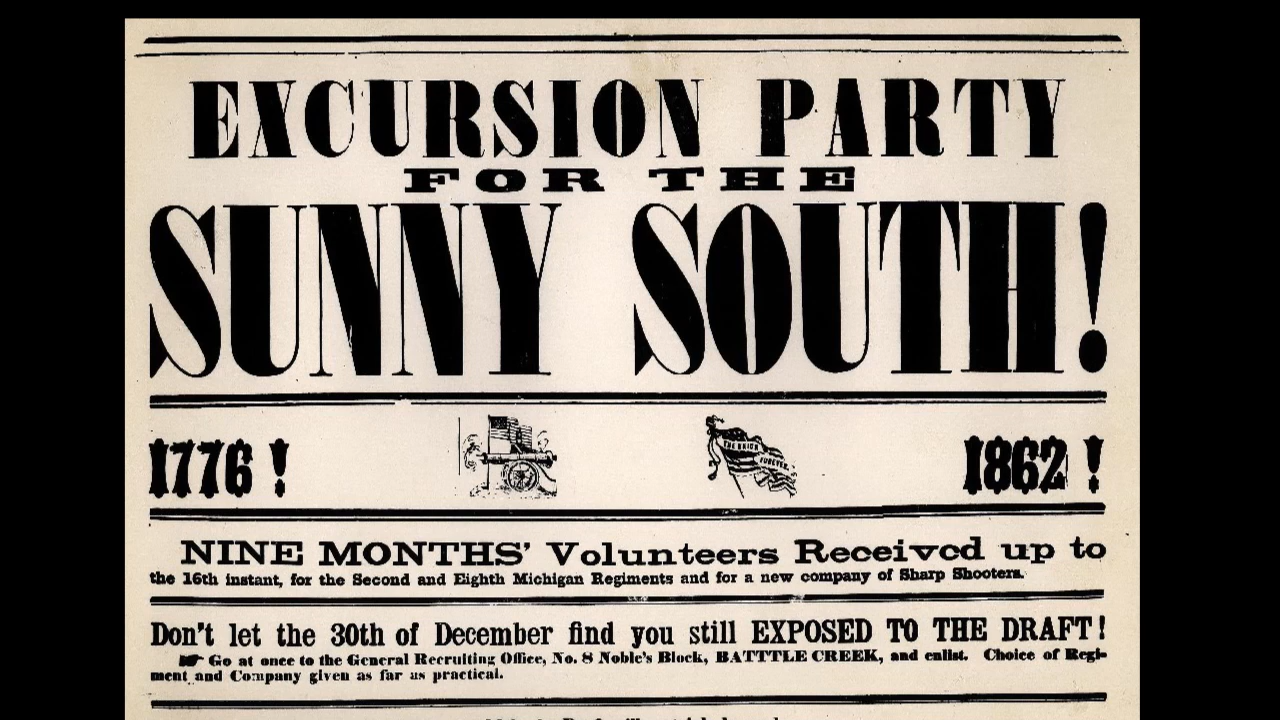 EXCURSION PARTY
FOR THE
SUNNY SOUTH!
1776 ! THE UNION FOREVER. 1862 !
NINE MONTHS' Volunteers Received up to
the 16th instant, for the Second and Eighth Michigan Regiments and for a new company of Sharp Shooters.
Don't let the 30th of December find you still EXPOSED TO THE DRAFT!
☛ Go at once to the General Recruiting Office, No. 8 Noble's Block, BATTTLE CREEK, and enlist. Choice of Regi-
ment and Company given as far as practical.